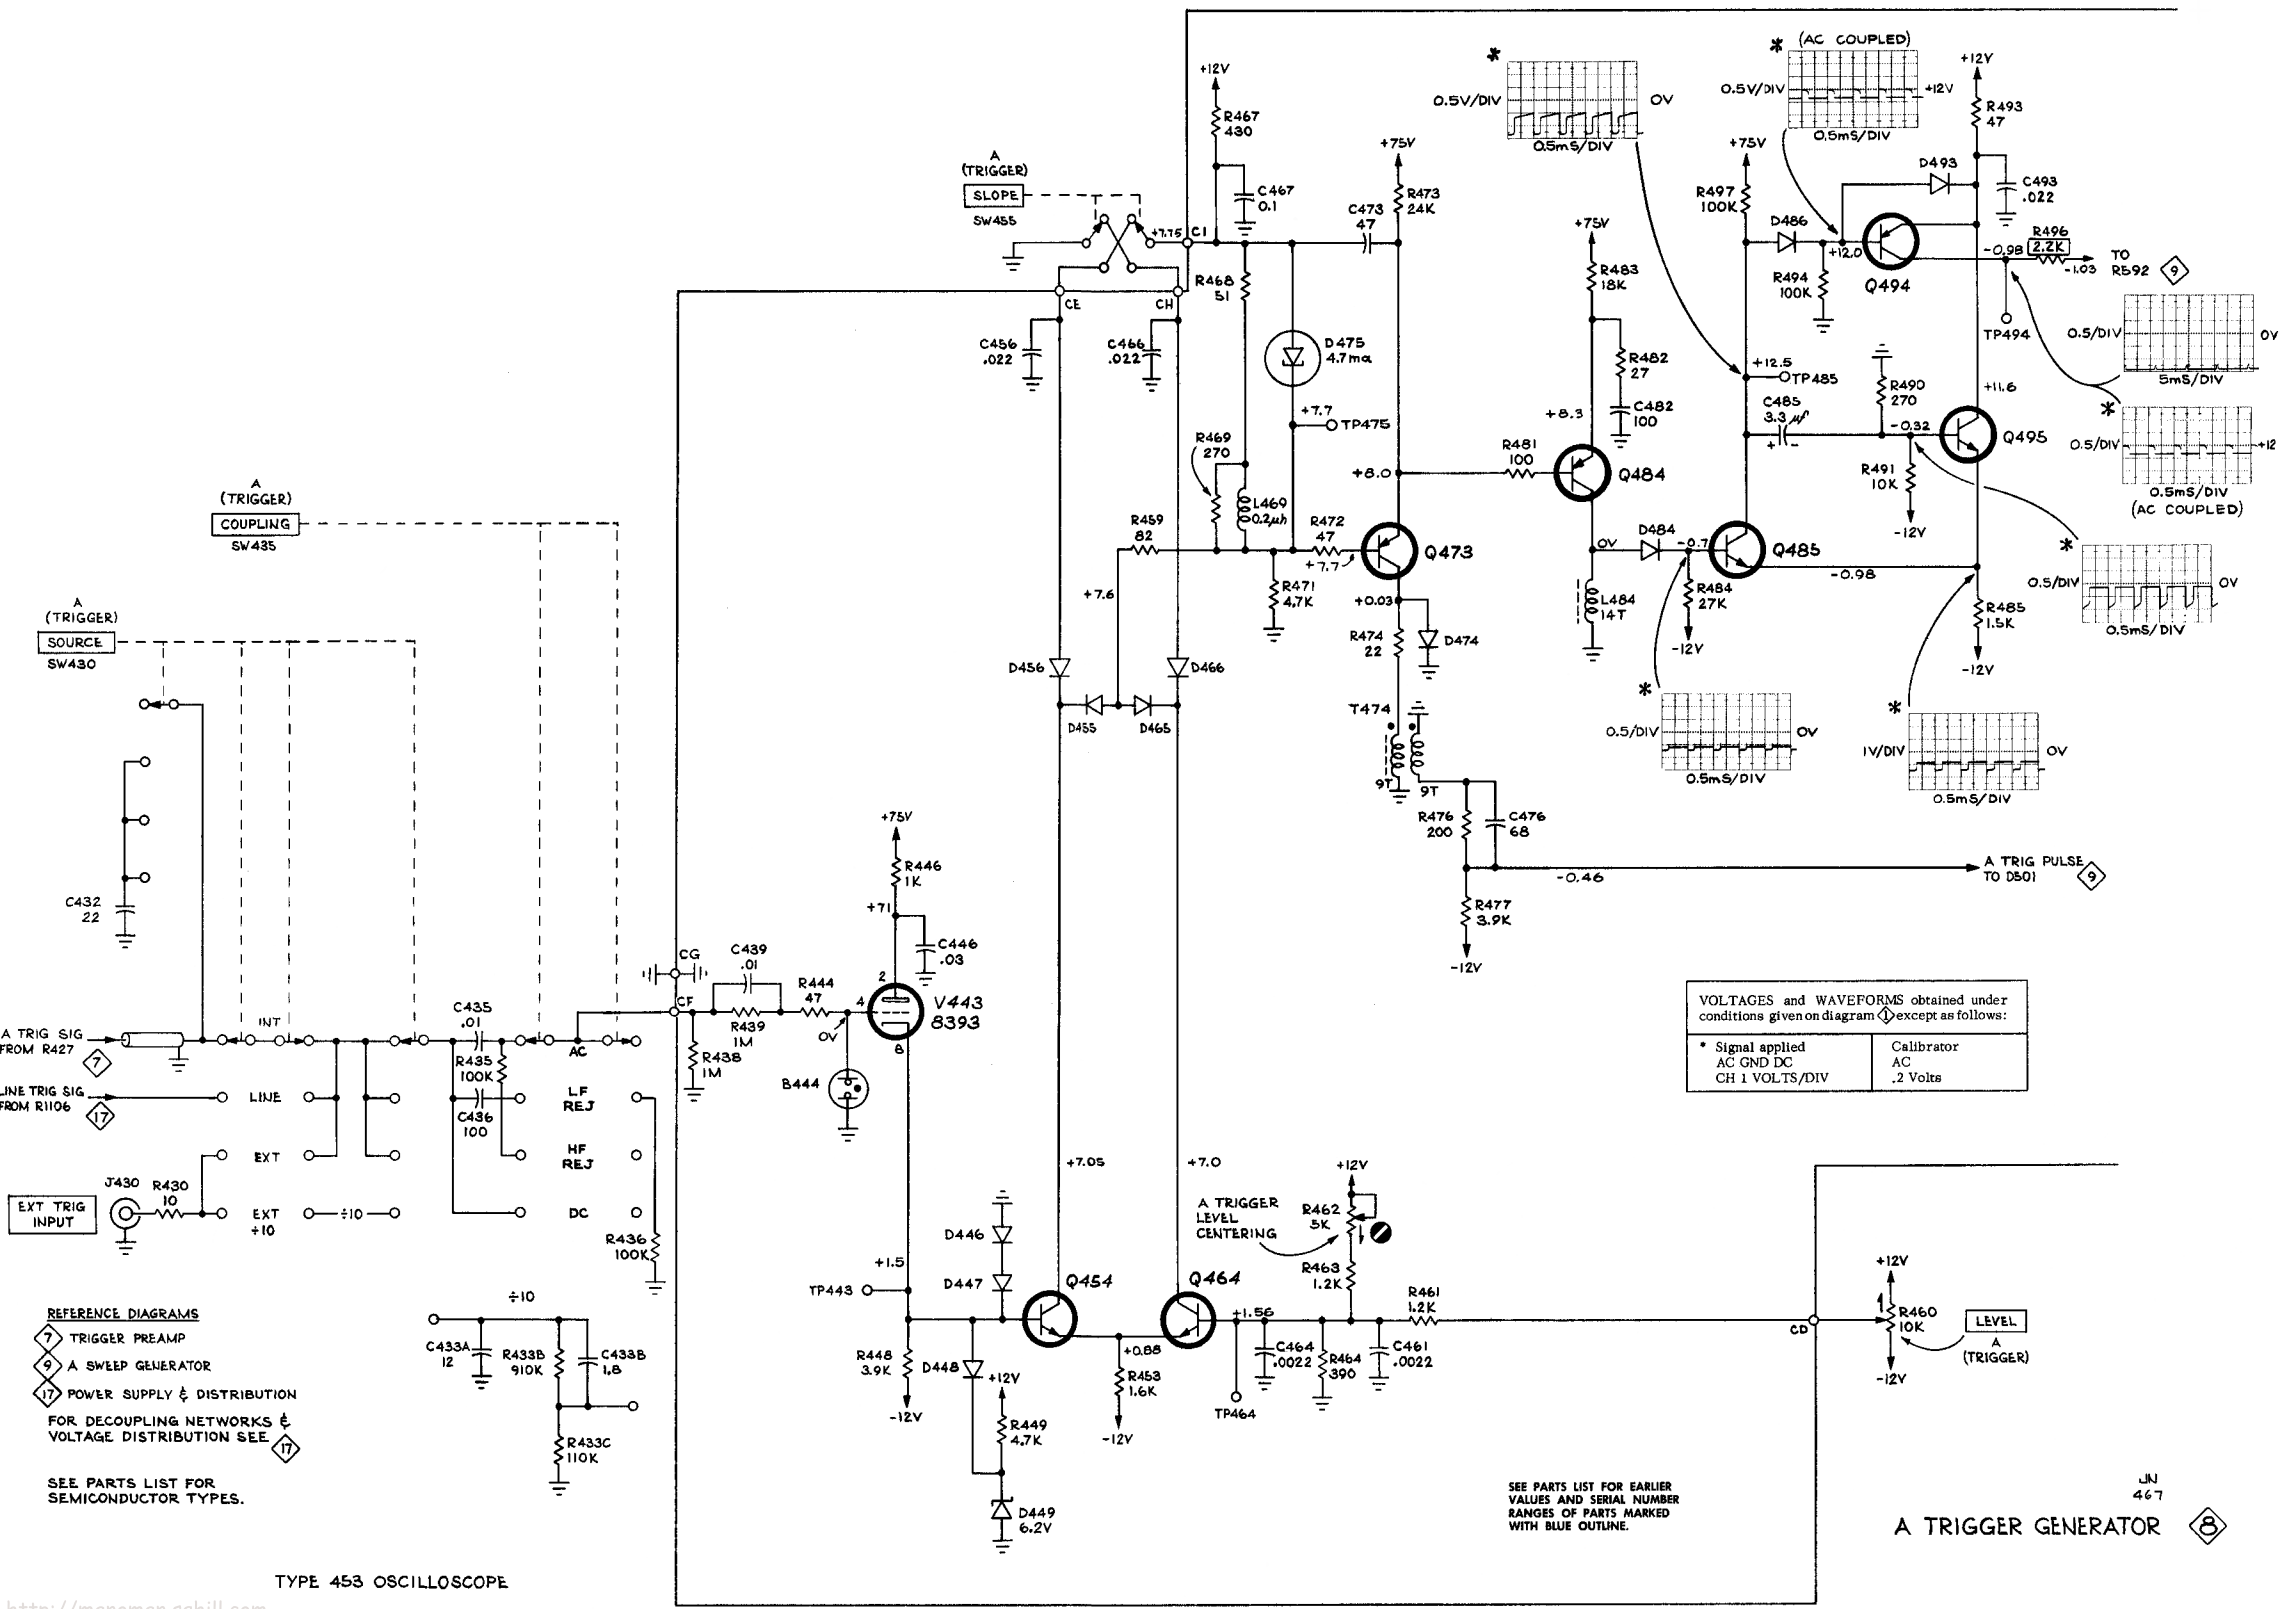 (AC COUPLED)
*
*
0.5V/DIV
0V
0.5mS/DIV
0.5V/DIV
+12V
0.5mS/DIV
+12V
R493
47
+12V
R467
430
A
(TRIGGER)
SLOPE
SW455
+7.75
CI
C467
0.1
C473
47
+75V
R473
24K
+75V
R483
18K
+75V
R497
100K
D486
D493
C493
.022
+12.0
R494
100K
Q494
-0.98
R496
2.2K
-1.03
TO
R592
9
TP494
0.5/DIV
0V
5mS/DIV
*
0.5/DIV
+12
0.5mS/DIV
(AC COUPLED)
CE
CH
C456
.022
C466
.022
R468
51
D475
4.7ma
+7.7
TP475
R469
270
L469
0.2µh
R459
82
R472
47
+7.7
Q473
+8.0
R471
4.7K
+7.6
+0.03
R474
22
D474
R482
27
C482
100
+8.3
R481
100
Q484
0V
D484
-0.7
L484
14T
R484
27K
-12V
+12.5
TP485
C485
3.3µf
+ -
R490
270
-0.32
R491
10K
-12V
+11.6
Q495
Q485
-0.98
R485
1.5K
-12V
*
0.5/DIV
0V
0.5mS/DIV
*
0.5/DIV
0V
0.5mS/DIV
*
1V/DIV
0V
0.5mS/DIV
A
(TRIGGER)
COUPLING
SW435
A
(TRIGGER)
SOURCE
SW430
D456
D466
D455
D465
T474
9T
9T
R476
200
C476
68
-0.46
A TRIG PULSE
TO D501
9
R477
3.9K
-12V
C432
22
+75V
R446
1K
+71
C446
.03
CG
C439
.01
R444
47
CF
R439
1M
R438
1M
0V
2
4
8
V443
8393
B444
A TRIG SIG
FROM R427
7
INT
C435
.01
R435
100K
C436
100
AC
LINE TRIG SIG
FROM R1106
17
LINE
LF
REJ
EXT
HF
REJ
J430
R430
10
EXT TRIG
INPUT
EXT
÷10
÷10
DC
R436
100K
VOLTAGES and WAVEFORMS obtained under
conditions given on diagram 1 except as follows:
* Signal applied
AC GND DC
CH 1 VOLTS/DIV
Calibrator
AC
.2 Volts
+7.05
+7.0
A TRIGGER
LEVEL
CENTERING
+12V
R462
5K
R463
1.2K
R461
1.2K
+1.5
TP443
D446
D447
Q454
Q464
+1.56
+0.88
R448
3.9K
-12V
D448
+12V
R449
4.7K
D449
6.2V
R453
1.6K
-12V
C464
.0022
R464
390
C461
.0022
TP464
CD
+12V
R460
10K
-12V
LEVEL
A
(TRIGGER)
REFERENCE DIAGRAMS
7 TRIGGER PREAMP
9 A SWEEP GENERATOR
17 POWER SUPPLY & DISTRIBUTION
FOR DECOUPLING NETWORKS &
VOLTAGE DISTRIBUTION SEE 17
SEE PARTS LIST FOR
SEMICONDUCTOR TYPES.
÷10
C433A
12
R433B
910K
C433B
1.8
R433C
110K
SEE PARTS LIST FOR EARLIER
VALUES AND SERIAL NUMBER
RANGES OF PARTS MARKED
WITH BLUE OUTLINE.
JN
467
A TRIGGER GENERATOR 8
TYPE 453 OSCILLOSCOPE